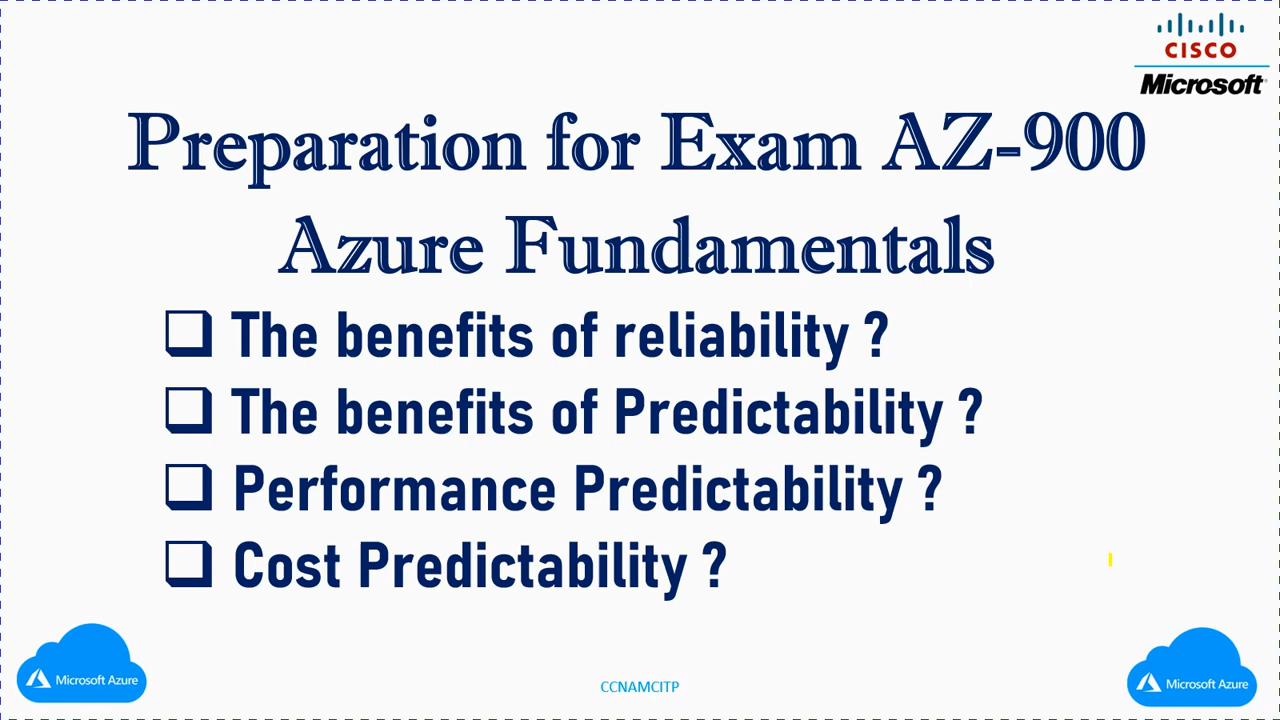 CISCO
Microsoft
Preparation for Exam AZ-900
Azure Fundamentals
The benefits of reliability ?
The benefits of Predictability ?
Performance Predictability ?
Cost Predictability ?
Microsoft Azure
CCNAMCITP
Microsoft Azure